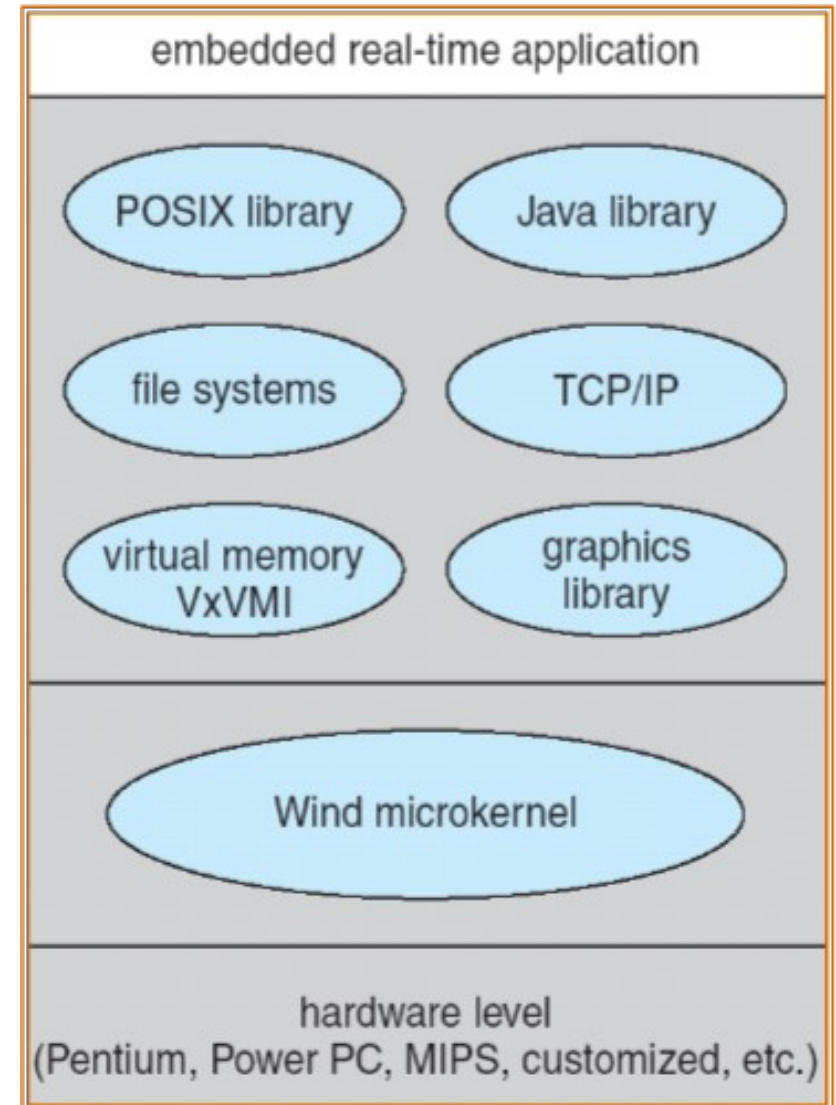 embedded real-time application
POSIX library
Java library
file systems
TCP/IP
virtual memory
VxVMI
graphics
library
Wind microkernel
hardware level
(Pentium, Power PC, MIPS, customized, etc.)